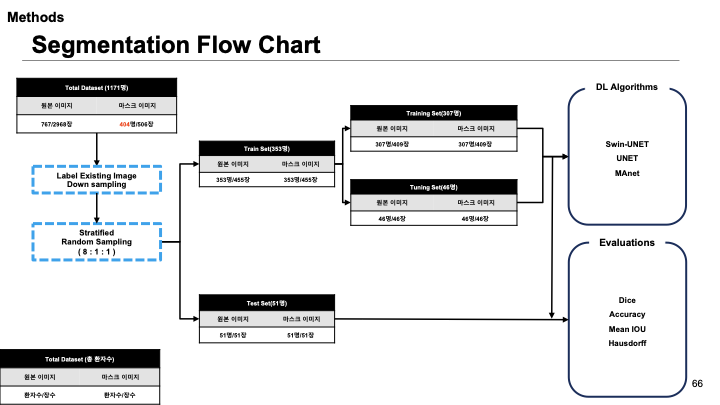 Methods
Segmentation Flow Chart
Total Dataset (1171명)
원본 이미지 마스크 이미지
767/2968장 404명/506장
Label Existing Image
Down sampling
Stratified
Random Sampling
( 8 : 1 : 1 )
Train Set(353명)
원본 이미지 마스크 이미지
353명/455장 353명/455장
Training Set(307명)
원본 이미지 마스크 이미지
307명/409장 307명/409장
Tuning Set(46명)
원본 이미지 마스크 이미지
46명/46장 46명/46장
Test Set(51명)
원본 이미지 마스크 이미지
51명/51장 51명/51장
DL Algorithms
Swin-UNET
UNET
MAnet
Evaluations
Dice
Accuracy
Mean IOU
Hausdorff
Total Dataset (총 환자수)
원본 이미지 마스크 이미지
환자수/장수 환자수/장수
66